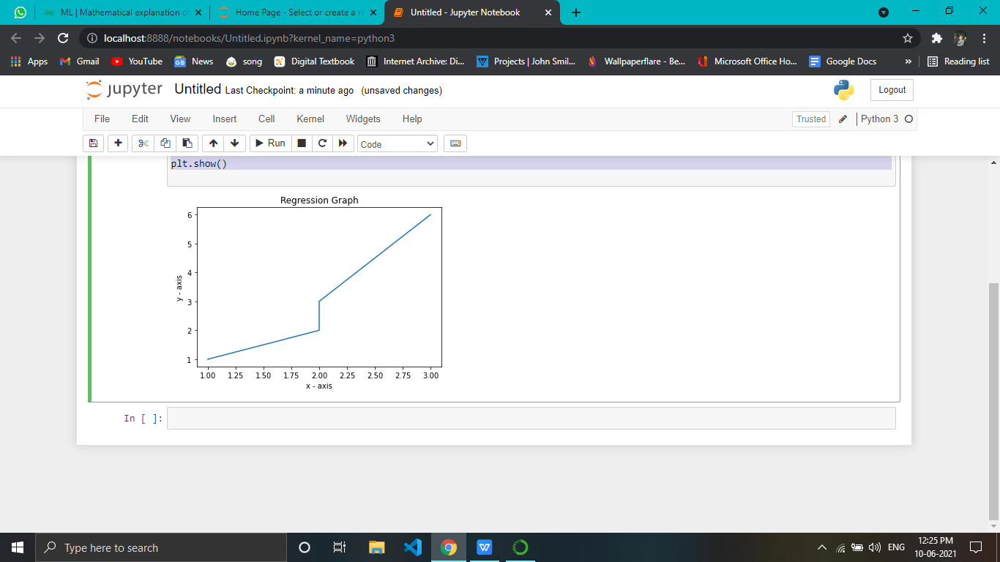 ML | Mathematical explanation o
Home Page - Select or create a n
Untitled - Jupyter Notebook
localhost:8888/notebooks/Untitled.ipynb?kernel_name=python3
Apps Gmail YouTube News song Digital Textbook Internet Archive: Di... Projects | John Smil... Wallpaperflare - Be... Microsoft Office Ho... Google Docs » Reading list
jupyter Untitled Last Checkpoint: a minute ago (unsaved changes) Logout
File Edit View Insert Cell Kernel Widgets Help Trusted Python 3
Run Code
plt.show()
Regression Graph
6
5
4
3
2
1
y - axis
1.00 1.25 1.50 1.75 2.00 2.25 2.50 2.75 3.00
x - axis
In [ ]:
Type here to search
ENG
12:25 PM
10-06-2021